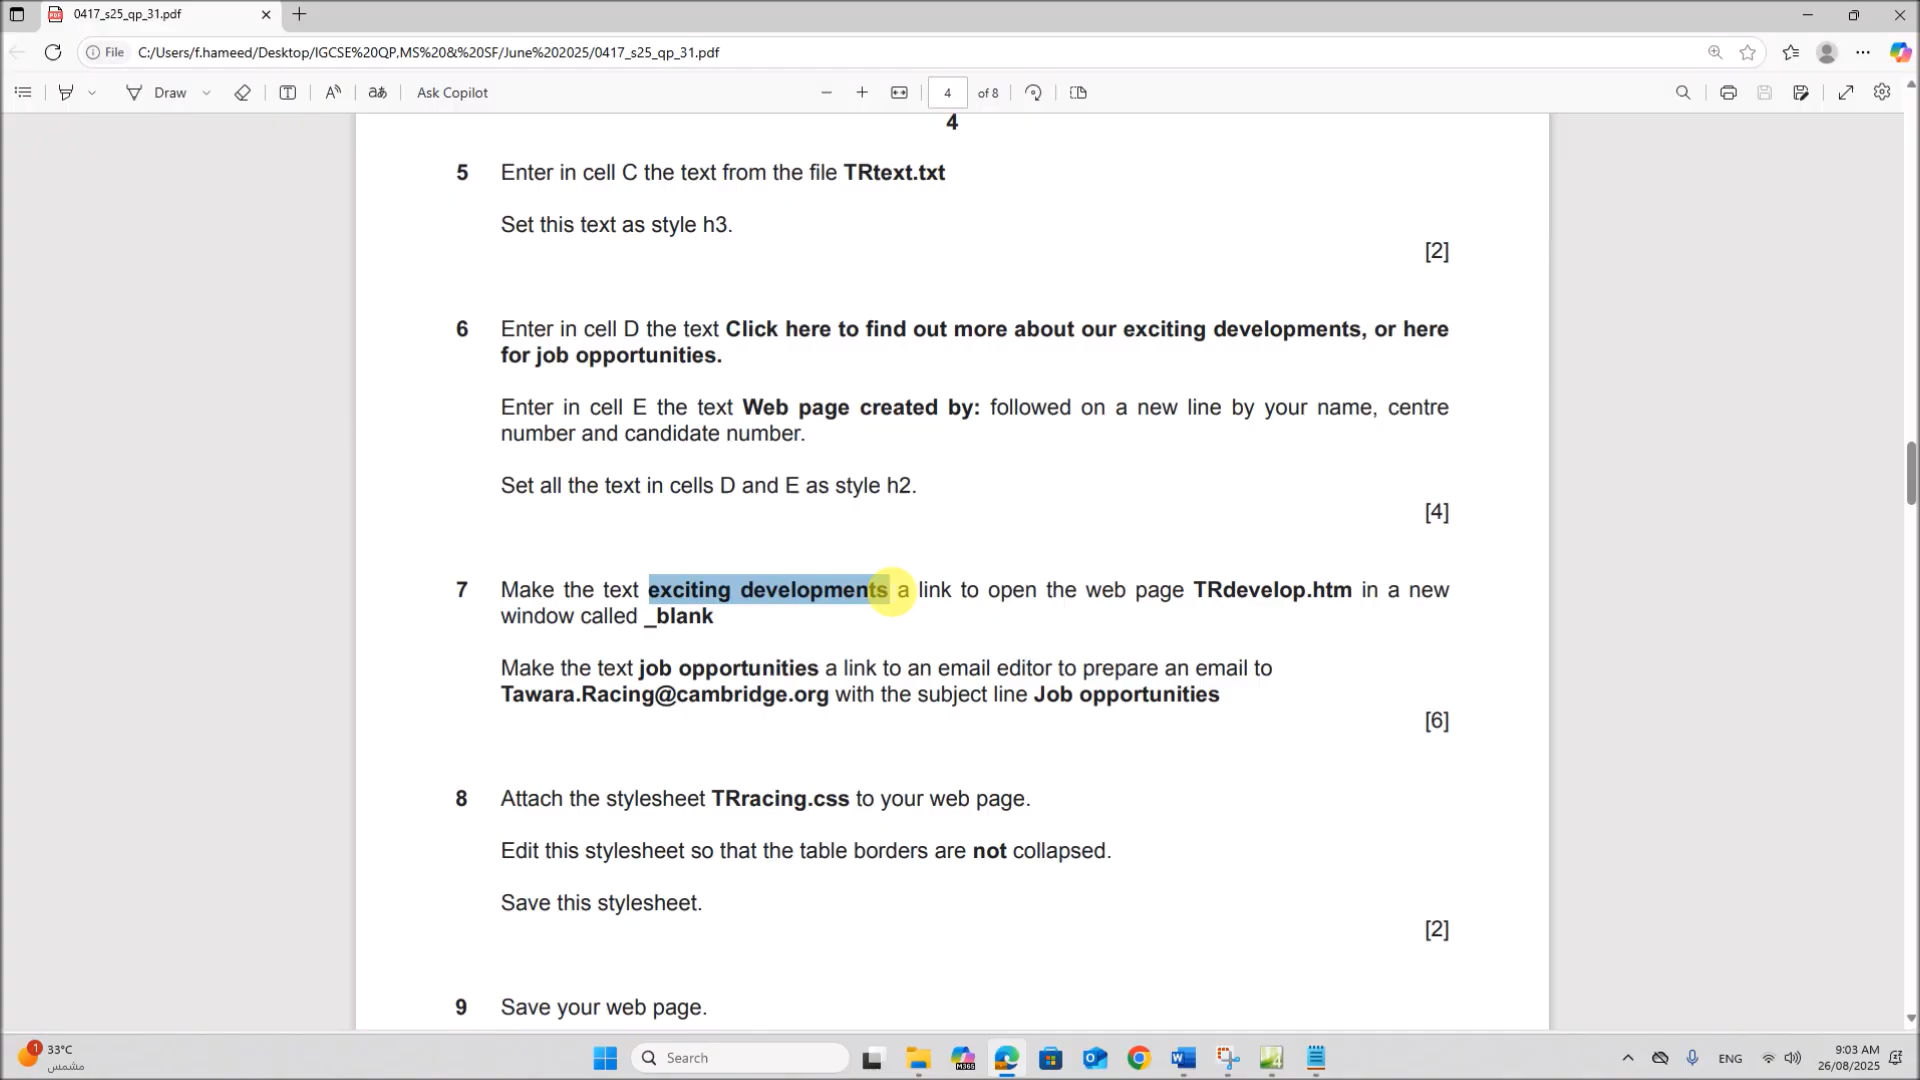 0417_s25_qp_31.pdf
File C:/Users/f.hameed/Desktop/IGCSE%20QP,MS%20&%20SF/June%202025/0417_s25_qp_31.pdf
Draw
Ask Copilot
4 of 8
4
5 Enter in cell C the text from the file TRtext.txt
Set this text as style h3.
[2]
6 Enter in cell D the text Click here to find out more about our exciting developments, or here
for job opportunities.
Enter in cell E the text Web page created by: followed on a new line by your name, centre
number and candidate number.
Set all the text in cells D and E as style h2.
[4]
7 Make the text exciting developments a link to open the web page TRdevelop.htm in a new
window called _blank
Make the text job opportunities a link to an email editor to prepare an email to
Tawara.Racing@cambridge.org with the subject line Job opportunities
[6]
8 Attach the stylesheet TRracing.css to your web page.
Edit this stylesheet so that the table borders are not collapsed.
Save this stylesheet.
[2]
9 Save your web page.
1
33°C
مشمس
Search
M365
ENG
9:03 AM
26/08/2025